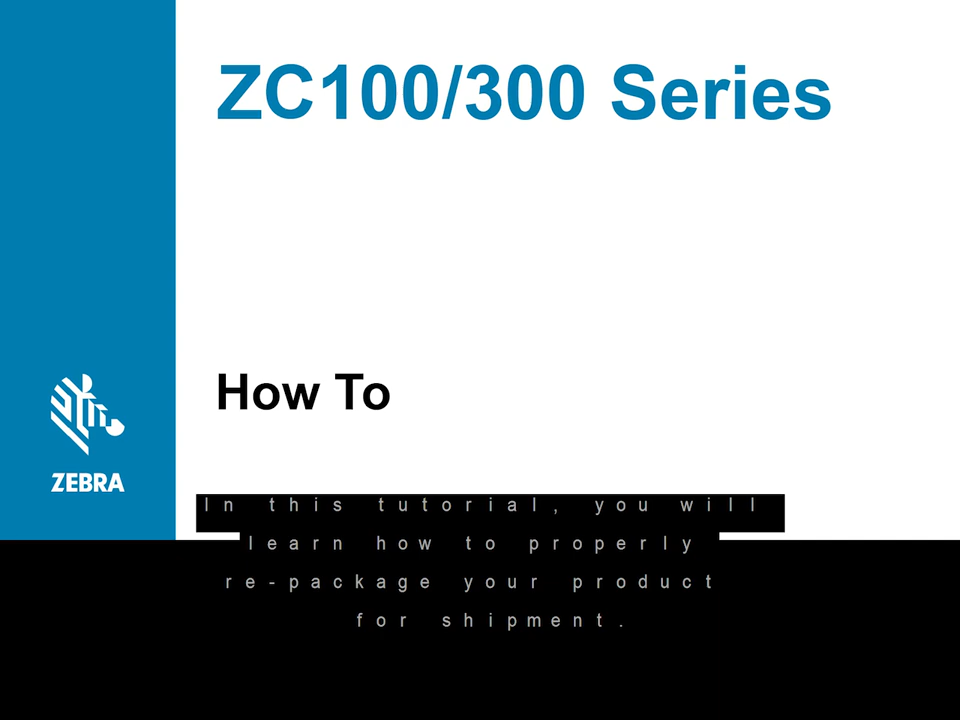 ZC100/300 Series
How To
ZEBRA
In this tutorial, you will
learn how to properly
re-package your product
for shipment.